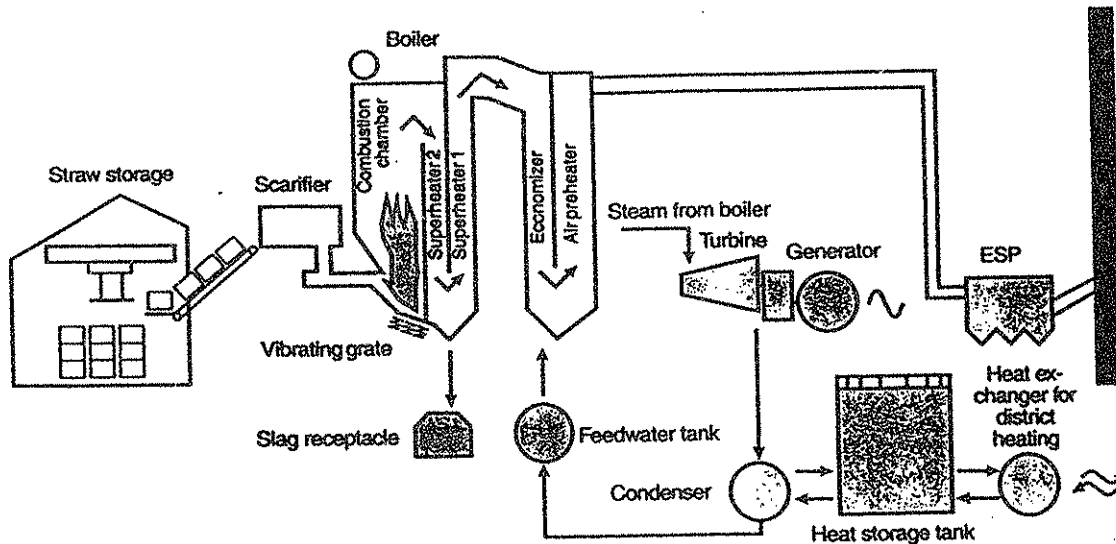 Boiler
Combustion
chamber
Superheater 2
Superheater 1
Economizer
Air preheater
Straw storage
Scarifier
Steam from boiler
Turbine
Generator
ESP
Vibrating grate
Slag receptacle
Feedwater tank
Condenser
Heat ex-
changer for
district
heating
Heat storage tank